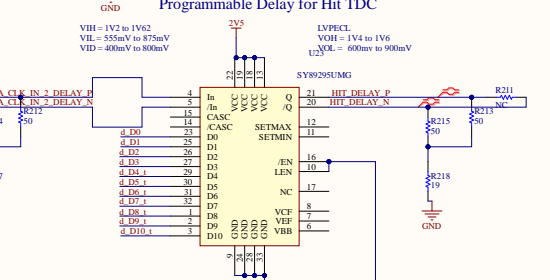 GND
Programmable Delay for Hit TDC
VIH = 1V2 to 1V62
VIL = 555mV to 875mV
VID = 400mV to 800mV
2V5
LVPECL
VOH = 1V4 to 1V6
VOL = 600mv to 900mV
SY89295UMG
22 19 18 13
VCC VCC VCC VCC
A_CLK_IN_2_DELAY_P 4 In
A_CLK_IN_2_DELAY_N 5 /In
15 CASC
14 /CASC
d_D0 23 D0
d_D1 25 D1
d_D2 26 D2
d_D3 27 D3
d_D4_t 29 D4
d_D5_t 30 D5
d_D6_t 31 D6
d_D7_t 32 D7
d_D8_t 1 D8
d_D9_t 2 D9
d_D10_t 3 D10
Q 21 HIT_DELAY_P
/Q 20 HIT_DELAY_N
SETMAX 12
SETMIN 11
/EN 16
LEN 10
NC 17
VCF 8
VEF 7
VBB 6
GND GND GND GND
9 24 28 33
R212
50
R211
NC
R213
50
R215
50
R218
19
GND